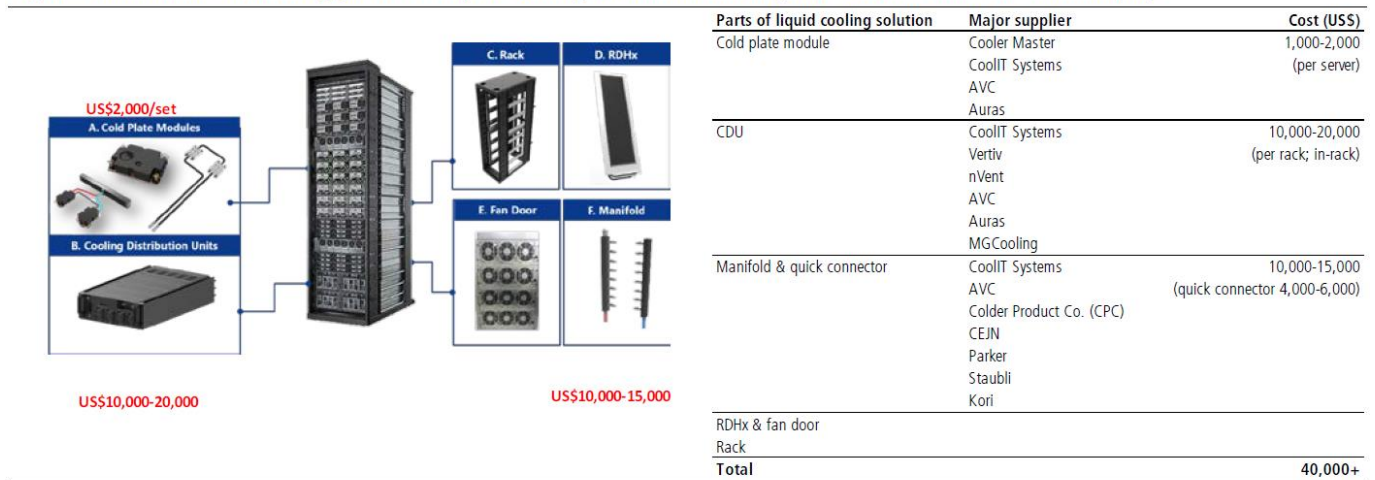 US$2,000/set
A. Cold Plate Modules
B. Cooling Distribution Units
US$10,000-20,000
C. Rack
D. RDHx
E. Fan Door
F. Manifold
US$10,000-15,000
Parts of liquid cooling solution Major supplier Cost (US$)
Cold plate module Cooler Master 1,000-2,000
CoolIT Systems (per server)
AVC
Auras
CDU CoolIT Systems 10,000-20,000
Vertiv (per rack; in-rack)
nVent
AVC
Auras
MGCooling
Manifold & quick connector CoolIT Systems 10,000-15,000
AVC (quick connector 4,000-6,000)
Colder Product Co. (CPC)
CEJN
Parker
Staubli
Kori
RDHx & fan door
Rack
Total 40,000+